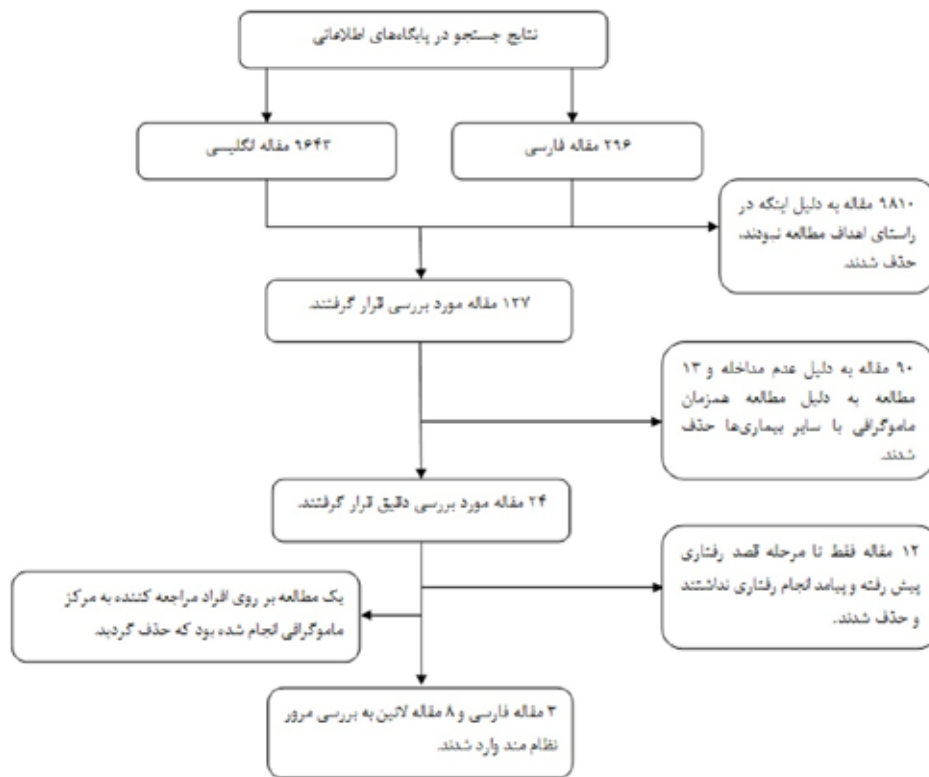 نتایج جستجو در پایگاه‌های اطلاعاتی
۲۹۶ مقاله فارسی
۹۶۴۳ مقاله انگلیسی
۹۸۱۰ مقاله به دلیل اینکه در
راستای اهداف مطالعه نبودند،
حذف شدند.
۱۲۷ مقاله مورد بررسی قرار گرفتند.
۹۰ مقاله به دلیل عدم مداخله و ۱۳
مطالعه به دلیل مطالعه همزمان
ماموگرافی با سایر بیماری‌ها حذف
شدند.
۲۴ مقاله مورد بررسی دقیق قرار گرفتند.
۱۲ مقاله فقط تا مرحله قصد رفتاری
پیش رفته و پیامد انجام رفتاری نداشتند
و حذف شدند.
یک مطالعه بر روی افراد مراجعه کننده به مرکز
ماموگرافی انجام شده بود که حذف گردید.
۳ مقاله فارسی و ۸ مقاله لاتین به بررسی مرور
نظام مند وارد شدند.